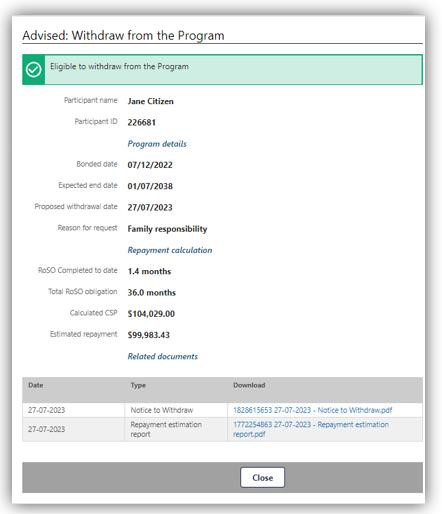 Advised: Withdraw from the Program
Eligible to withdraw from the Program
Participant name Jane Citizen
Participant ID 226681
Program details
Bonded date 07/12/2022
Expected end date 01/07/2038
Proposed withdrawal date 27/07/2023
Reason for request Family responsibility
Repayment calculation
RoSO Completed to date 1.4 months
Total RoSO obligation 36.0 months
Calculated CSP $104,029.00
Estimated repayment $99,983.43
Related documents
Date Type Download
27-07-2023 Notice to Withdraw 1828615653 27-07-2023 - Notice to Withdraw.pdf
27-07-2023 Repayment estimation 1772254863 27-07-2023 - Repayment estimation
report report.pdf
Close